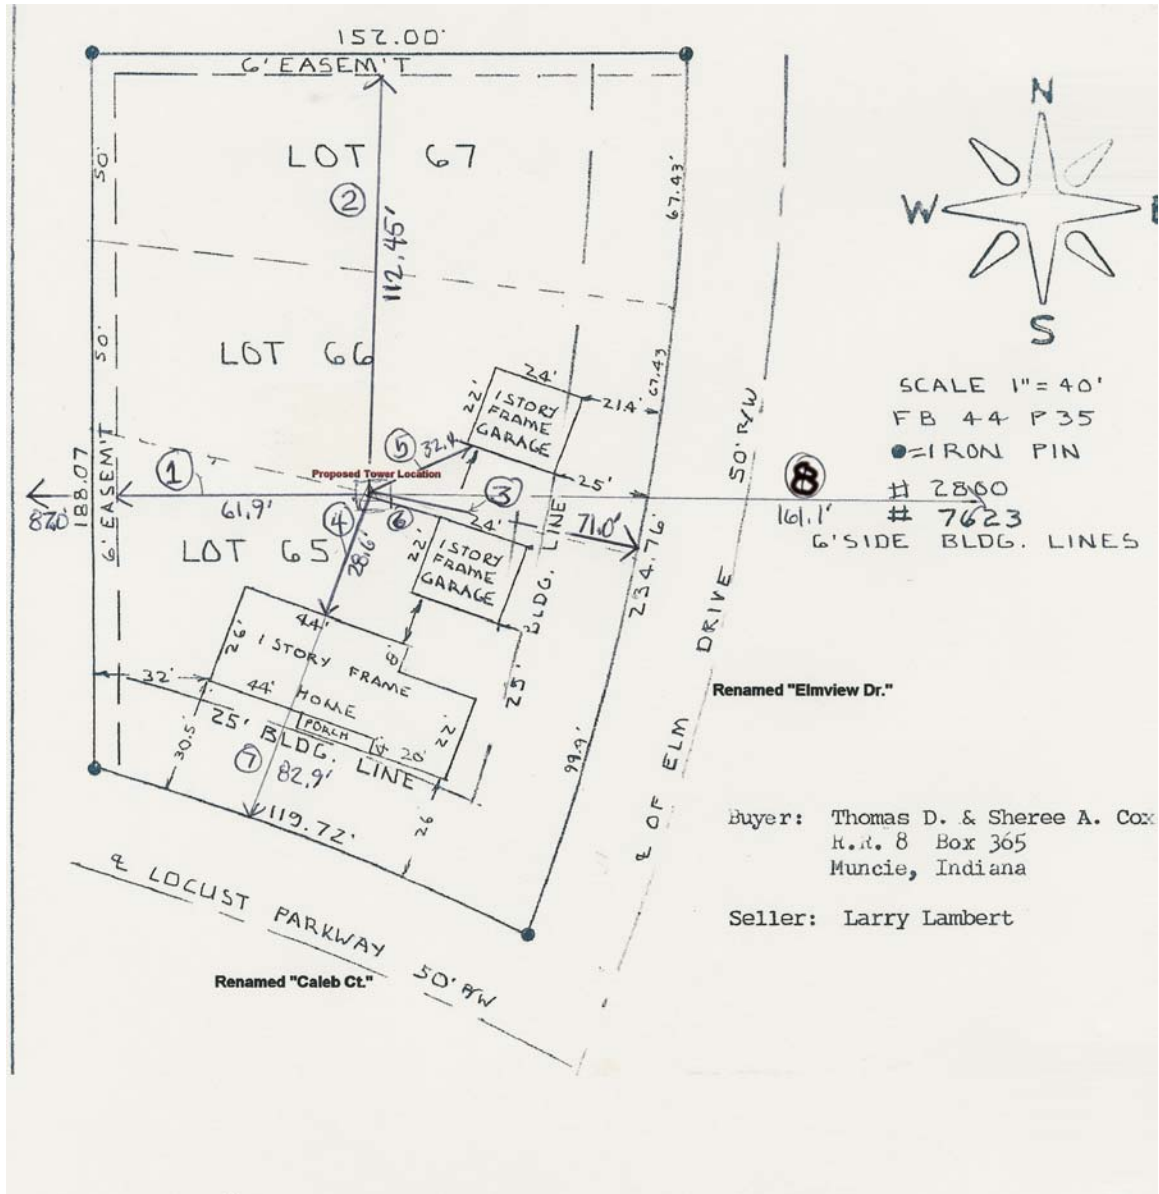 152.00'
6' EASEM'T
N
LOT 67
50'
67.43'
2
W
112.45'
S
50'
LOT 66
67.43
24'
SCALE 1" = 40'
21.4'
22'
1 STORY
FRAME
GARAGE
FB 44 P 35
=IRON PIN
5
32.4
Proposed Tower Location
50' R/W
1
3
25'
8
# 2800
188.07
6' EASEM'T
61.9'
4
6
24'
71.0'
161.1'
# 7623
6' SIDE BLDG. LINES
LOT 65
28.6'
22'
1 STORY
FRAME
GARAGE
BLDG. LINE
234.76'
44'
26'
1 STORY FRAME
HOME
8'
DRIVE
32'
44'
25'
Renamed "Elmview Dr."
PORCH
22'
25' BLDG. LINE
20'
30.5'
7
82.9'
99.9'
OF ELM
119.72'
26'
Buyer: Thomas D. & Sheree A. Cox
R.R. 8 Box 365
Muncie, Indiana
LOCUST PARKWAY 50' R/W
Seller: Larry Lambert
Renamed "Caleb Ct."